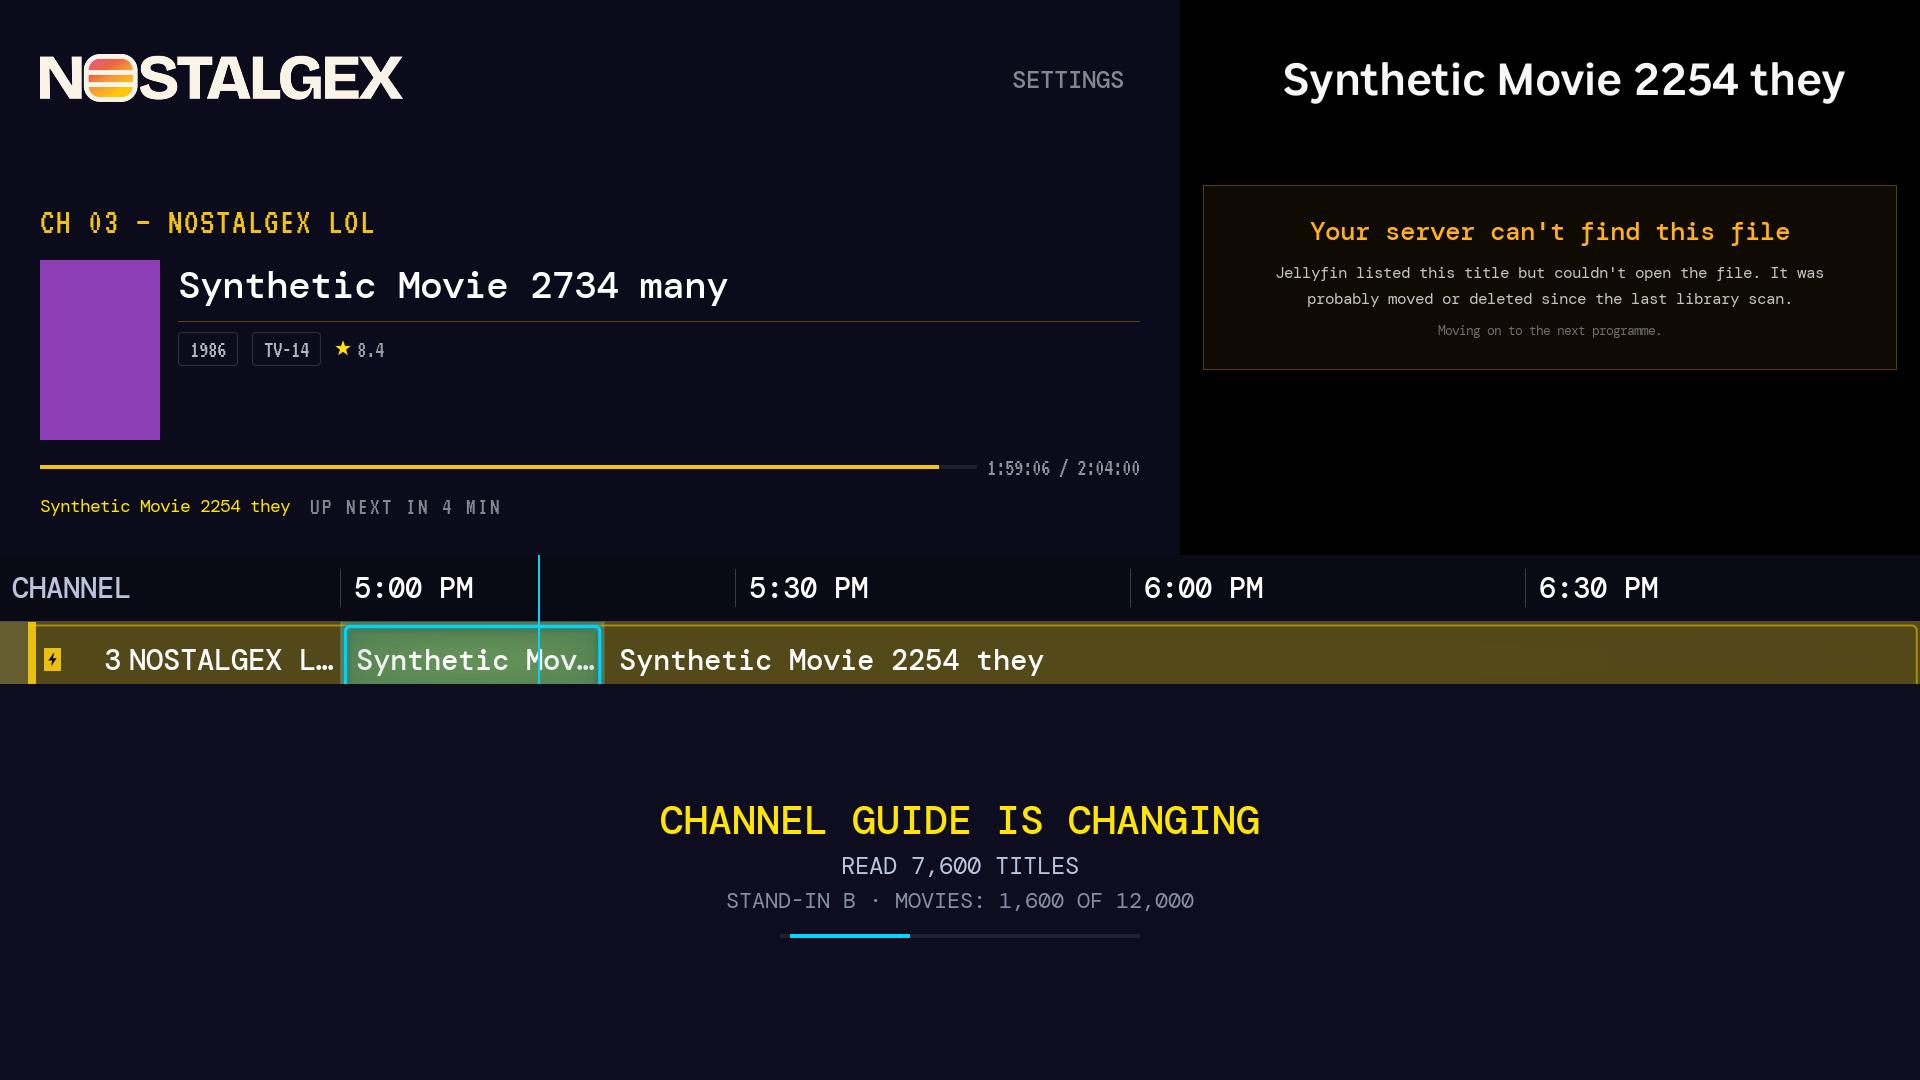 NOSTALGEX
SETTINGS
Synthetic Movie 2254 they
CH 03 – NOSTALGEX LOL
Synthetic Movie 2734 many
1986 TV-14 ★ 8.4
1:59:06 / 2:04:00
Synthetic Movie 2254 they UP NEXT IN 4 MIN
Your server can't find this file
Jellyfin listed this title but couldn't open the file. It was
probably moved or deleted since the last library scan.
Moving on to the next programme.
CHANNEL 5:00 PM 5:30 PM 6:00 PM 6:30 PM
3 NOSTALGEX L… Synthetic Mov… Synthetic Movie 2254 they
CHANNEL GUIDE IS CHANGING
READ 7,600 TITLES
STAND-IN B · MOVIES: 1,600 OF 12,000